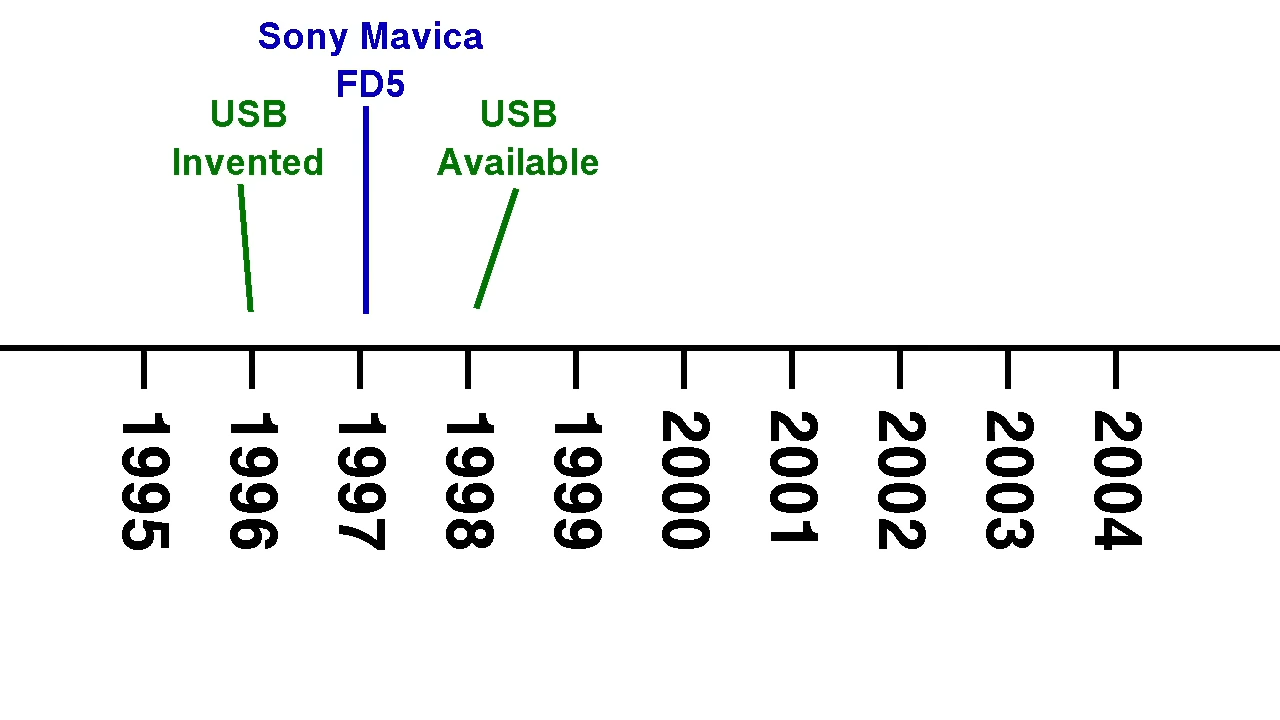 Sony Mavica
FD5
USB
Invented
USB
Available
1995
1996
1997
1998
1999
2000
2001
2002
2003
2004